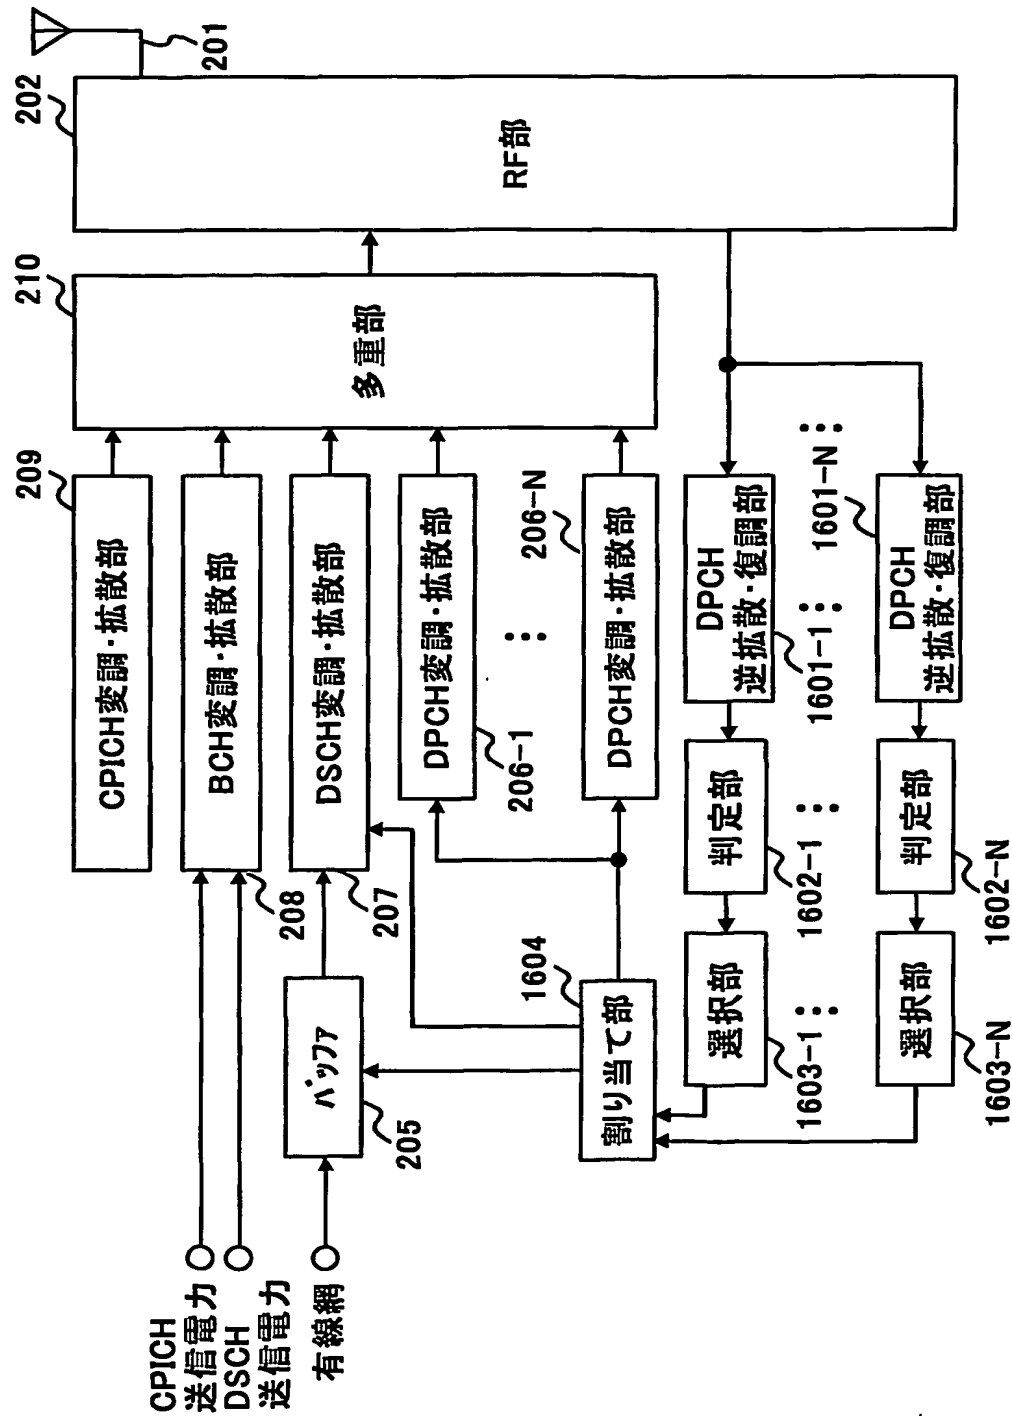 201
202
RF部
210
多重部
209
CPICH変調・拡散部
BCH変調・拡散部
208
DSCH変調・拡散部
207
DPCH変調・拡散部
206-1
206-N
DPCH変調・拡散部
バッファ
205
1604
割り当て部
CPICH
送信電力
DSCH
送信電力
有線網
DPCH
逆拡散・復調部
1601-1
判定部
1602-1
選択部
1603-1
1601-N
DPCH
逆拡散・復調部
判定部
1602-N
選択部
1603-N